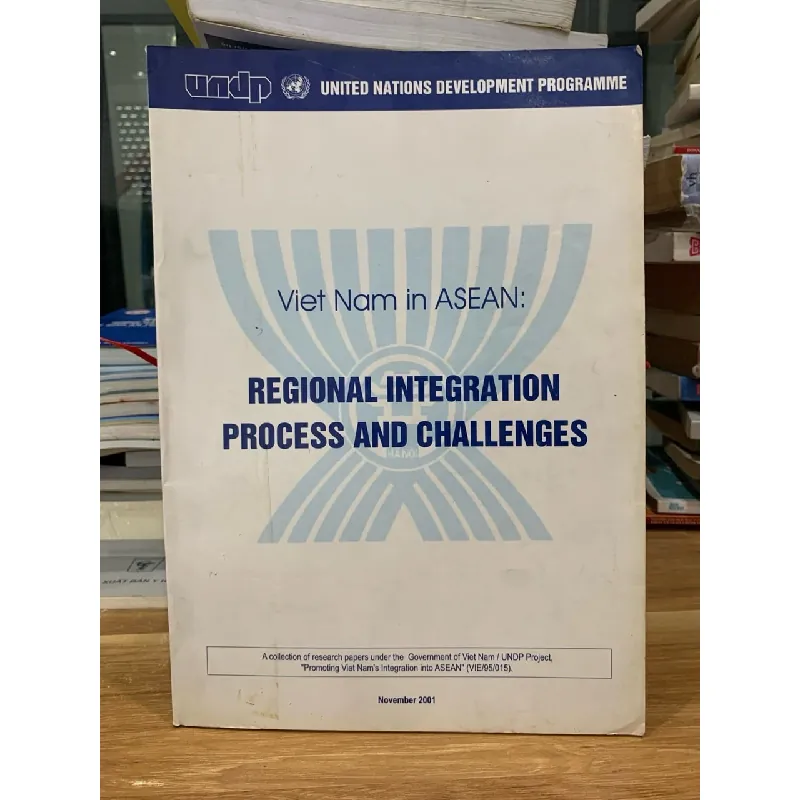 undp UNITED NATIONS DEVELOPMENT PROGRAMME
Viet Nam in ASEAN:
REGIONAL INTEGRATION
PROCESS AND CHALLENGES
HANOI
A collection of research papers under the Government of Viet Nam / UNDP Project,
"Promoting Viet Nam's Integration into ASEAN" (VIE/95/015).
November 2001